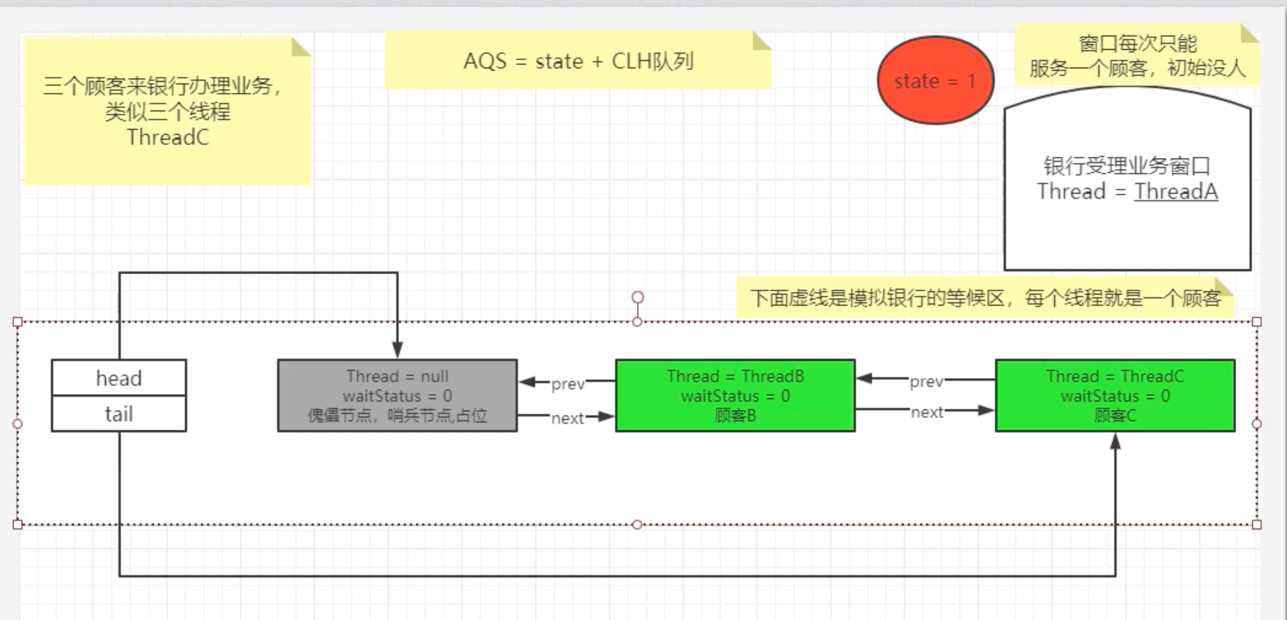 三个顾客来银行办理业务，
类似三个线程
ThreadC
AQS = state + CLH队列
state = 1
窗口每次只能
服务一个顾客，初始没人
银行受理业务窗口
Thread = ThreadA
下面虚线是模拟银行的等候区，每个线程就是一个顾客
head
tail
Thread = null
waitStatus = 0
傀儡节点，哨兵节点,占位
prev
next
Thread = ThreadB
waitStatus = 0
顾客B
prev
next
Thread = ThreadC
waitStatus = 0
顾客C